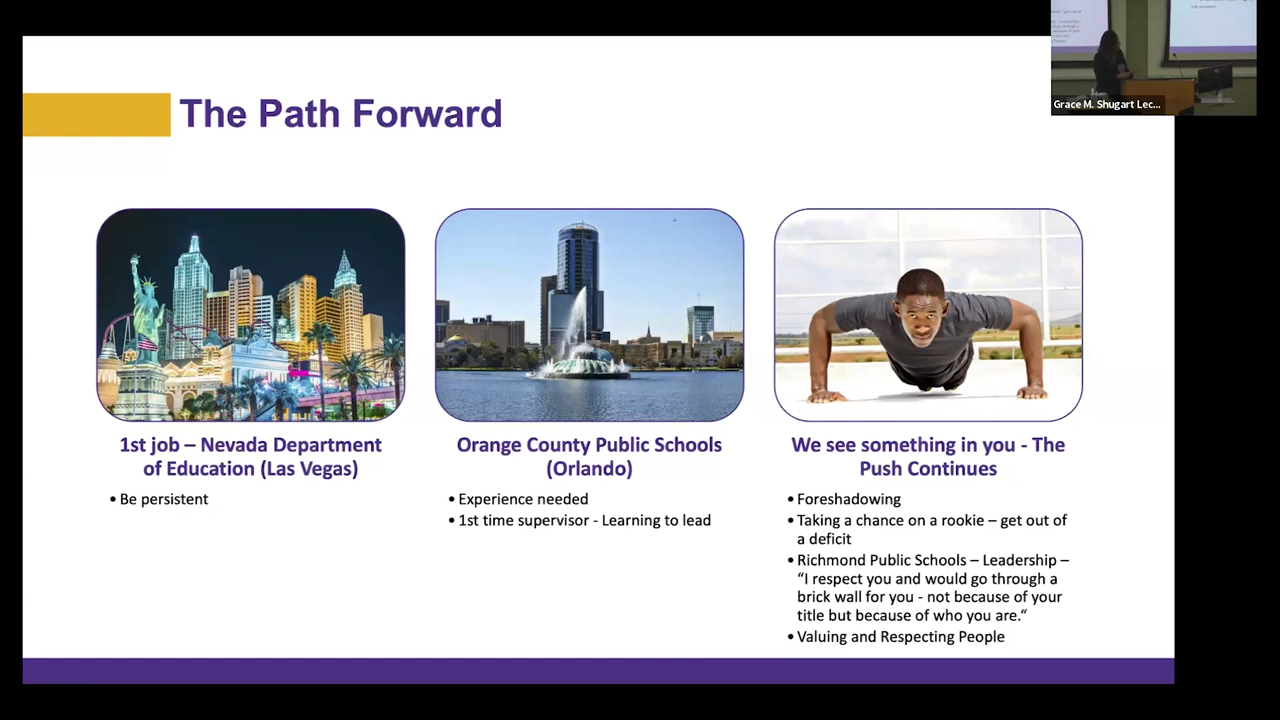 The Path Forward
Grace M. Shugart Lec...
1st job – Nevada Department
of Education (Las Vegas)
• Be persistent
Orange County Public Schools
(Orlando)
• Experience needed
• 1st time supervisor - Learning to lead
We see something in you - The
Push Continues
• Foreshadowing
• Taking a chance on a rookie – get out of
a deficit
• Richmond Public Schools – Leadership –
“I respect you and would go through a
brick wall for you - not because of your
title but because of who you are.“
• Valuing and Respecting People